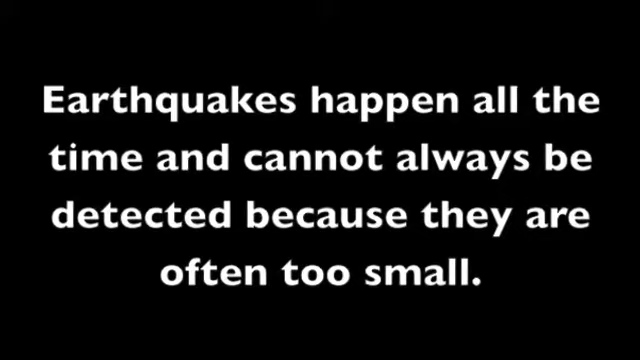 Earthquakes happen all the
time and cannot always be
detected because they are
often too small.